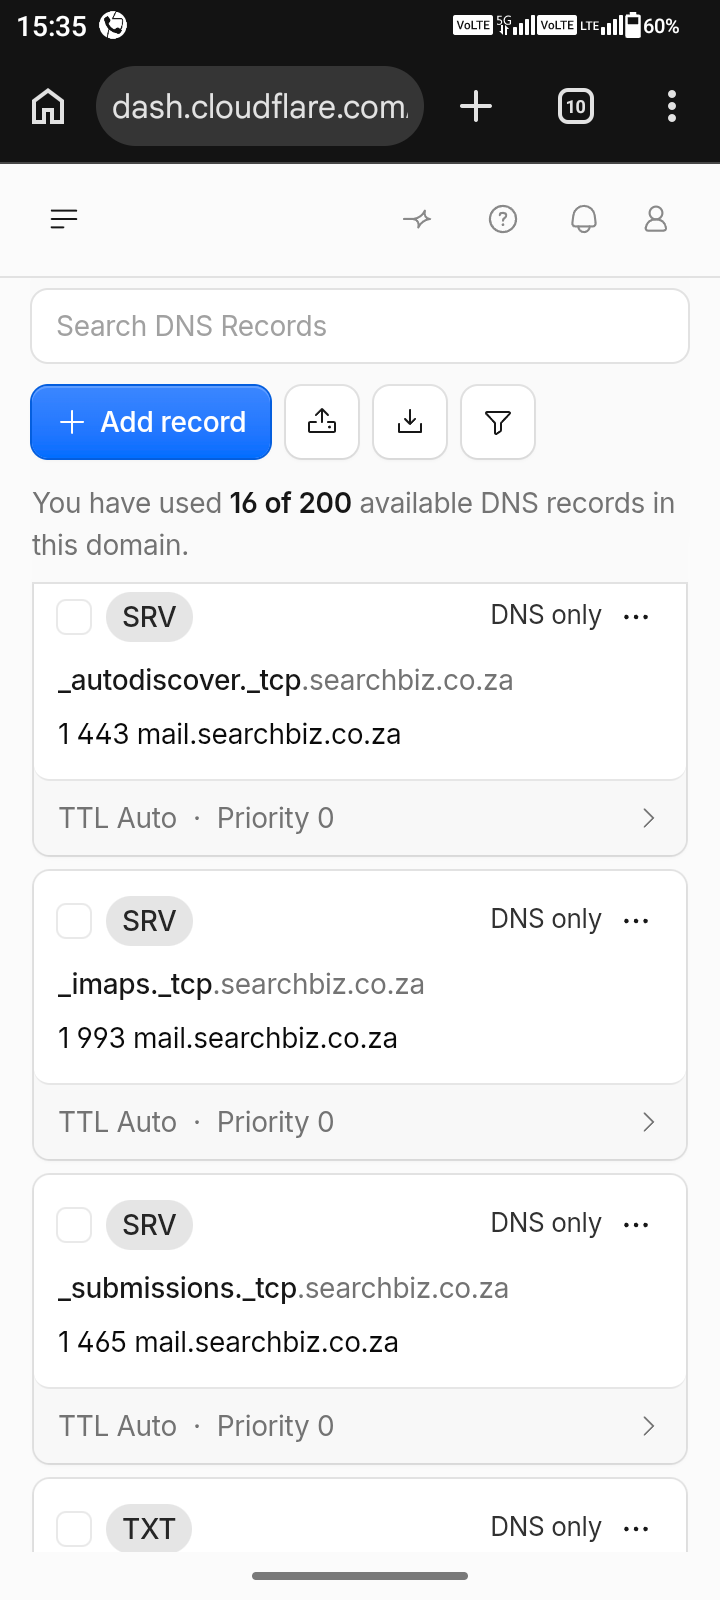 15:35
VoLTE 5G VoLTE LTE 60%
dash.cloudflare.com/
10
Search DNS Records
Add record
You have used 16 of 200 available DNS records in
this domain.
SRV DNS only
_autodiscover._tcp.searchbiz.co.za
1 443 mail.searchbiz.co.za
TTL Auto · Priority 0
SRV DNS only
_imaps._tcp.searchbiz.co.za
1 993 mail.searchbiz.co.za
TTL Auto · Priority 0
SRV DNS only
_submissions._tcp.searchbiz.co.za
1 465 mail.searchbiz.co.za
TTL Auto · Priority 0
TXT DNS only